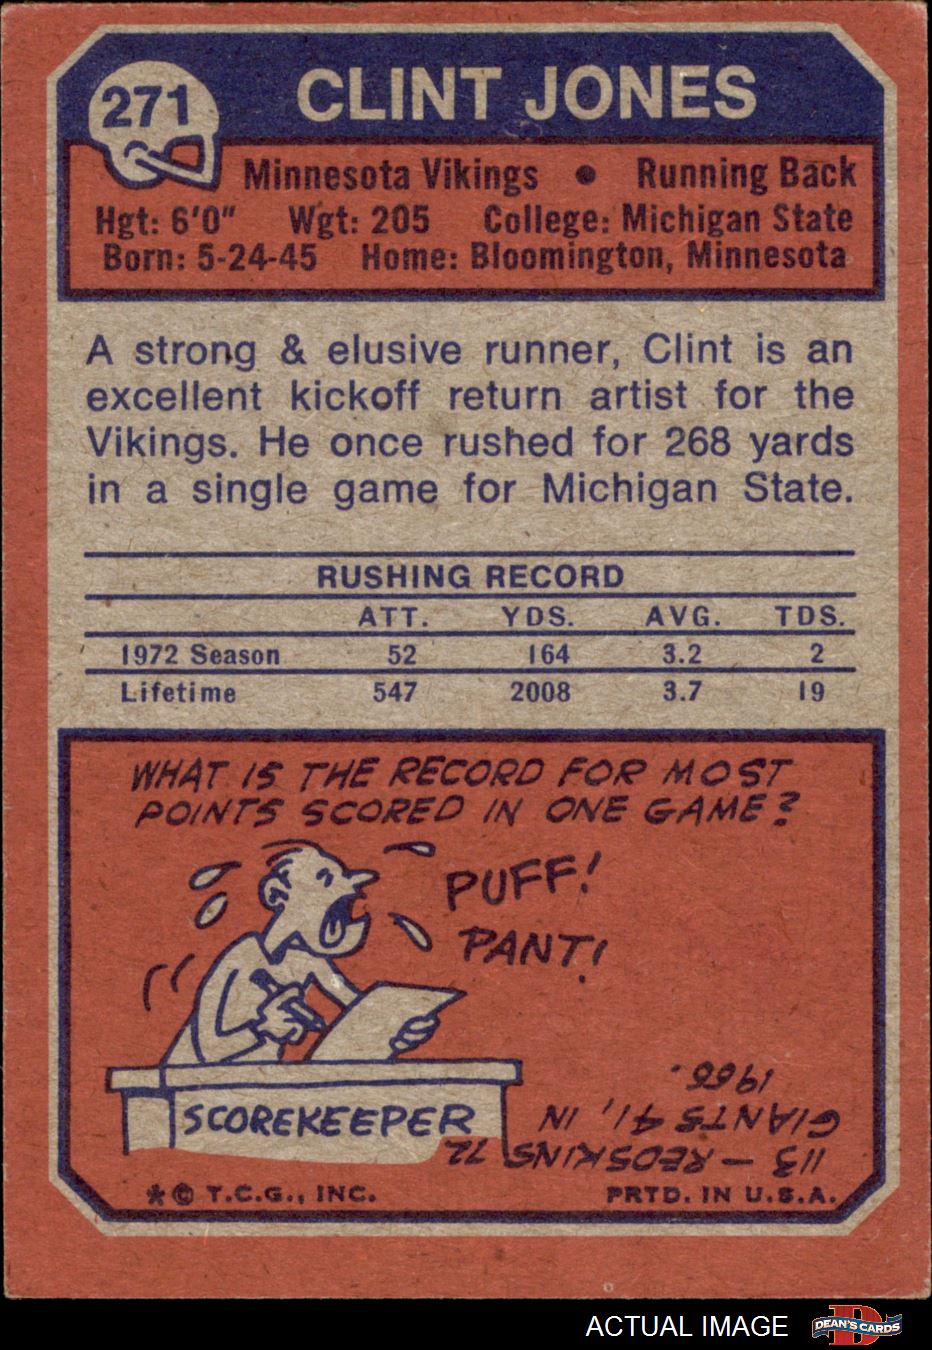 271
CLINT JONES
Minnesota Vikings • Running Back
Hgt: 6'0" Wgt: 205 College: Michigan State
Born: 5-24-45 Home: Bloomington, Minnesota
A strong & elusive runner, Clint is an
excellent kickoff return artist for the
Vikings. He once rushed for 268 yards
in a single game for Michigan State.
RUSHING RECORD
ATT. YDS. AVG. TDS.
1972 Season 52 164 3.2 2
Lifetime 547 2008 3.7 19
WHAT IS THE RECORD FOR MOST
POINTS SCORED IN ONE GAME?
PUFF!
PANT!
SCOREKEEPER
113 – REDSKINS 72
GIANTS 41, IN
1966.
* © T.C.G., INC. PRTD. IN U.S.A.
ACTUAL IMAGE
DEAN'S CARDS